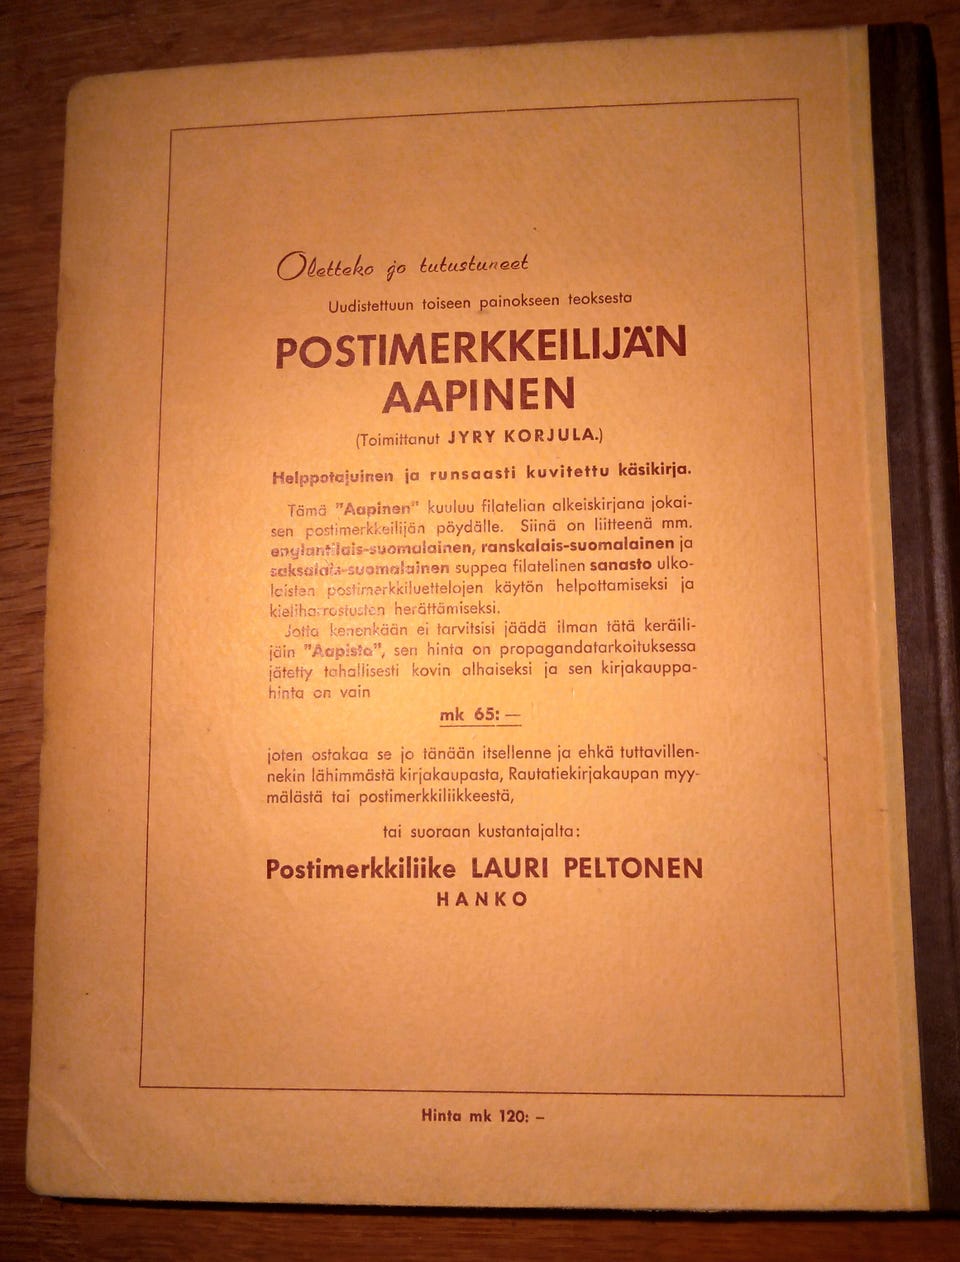 Oletteko jo tutustuneet
Uudistettuun toiseen painokseen teoksesta
POSTIMERKKEILIJÄN
AAPINEN
(Toimittanut JYRY KORJULA.)
Helppotajuinen ja runsaasti kuvitettu käsikirja.
Tämä "Aapinen" kuuluu filatelian alkeiskirjana jokai-
sen postimerkkeilijän pöydälle. Siinä on liitteenä mm.
englantilais-suomalainen, ranskalais-suomalainen ja
saksalais-suomalainen suppea filatelinen sanasto ulko-
laisten postimerkkiluettelojen käytön helpottamiseksi ja
kieliharrastusten herättämiseksi.
Jotta kenenkään ei tarvitsisi jäädä ilman tätä keräili-
jäin "Aapista", sen hinta on propagandatarkoituksessa
jätetty tahallisesti kovin alhaiseksi ja sen kirjakauppa-
hinta on vain
mk 65: —
joten ostakaa se jo tänään itsellenne ja ehkä tuttavillen-
nekin lähimmästä kirjakaupasta, Rautatiekirjakaupan myy-
mälästä tai postimerkkiliikkeestä,
tai suoraan kustantajalta:
Postimerkkiliike LAURI PELTONEN
HANKO
Hinta mk 120: –